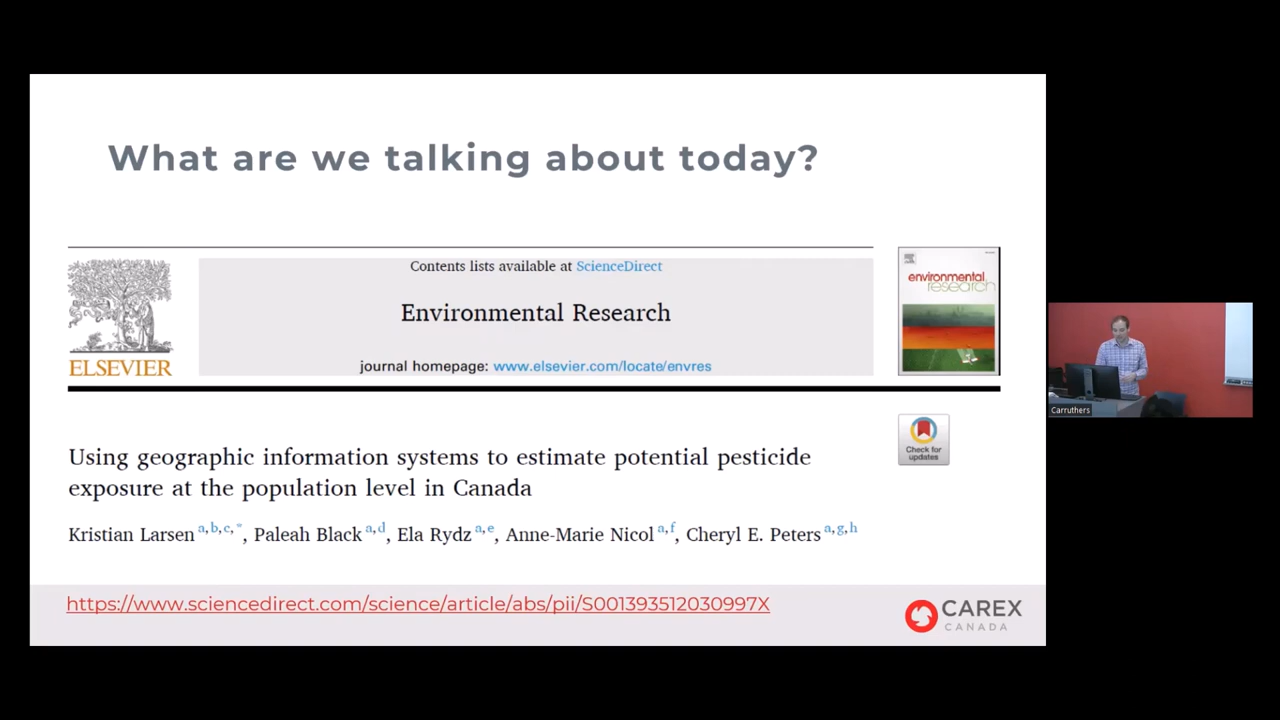 What are we talking about today?
Contents lists available at ScienceDirect
Environmental Research
journal homepage: www.elsevier.com/locate/envres
ELSEVIER
environmental
research
Check for
updates
Using geographic information systems to estimate potential pesticide
exposure at the population level in Canada
Kristian Larsen a,b,c,*, Paleah Black a,d, Ela Rydz a,e, Anne-Marie Nicol a,f, Cheryl E. Peters a,g,h
https://www.sciencedirect.com/science/article/abs/pii/S001393512030997X
CAREX
CANADA
Carruthers